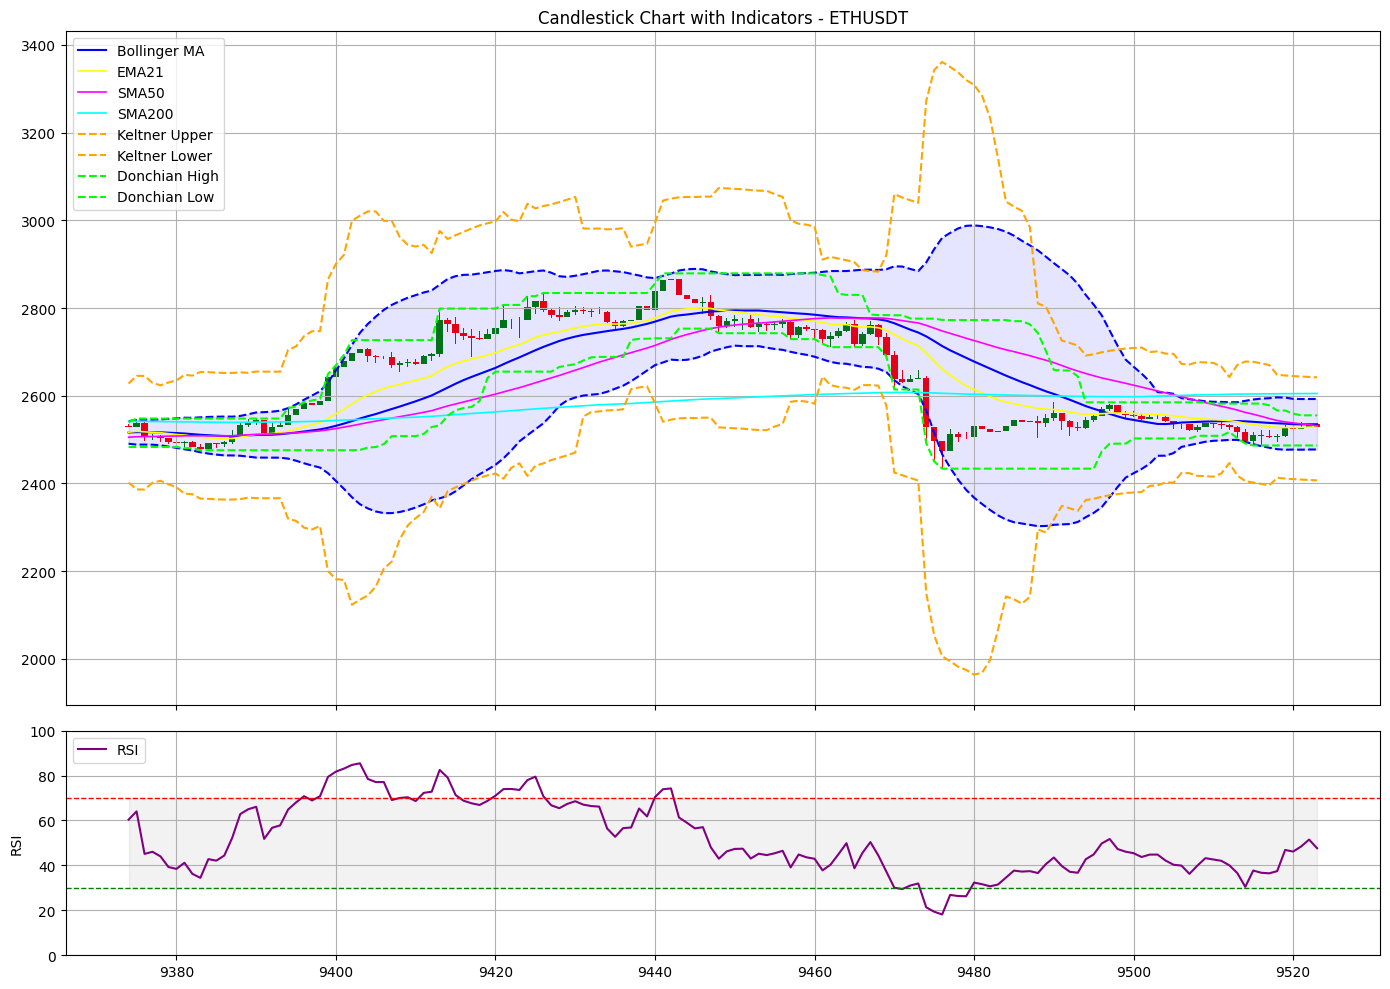 Candlestick Chart with Indicators - ETHUSDT
3400
3200
3000
2800
2600
2400
2200
2000
Bollinger MA
EMA21
SMA50
SMA200
Keltner Upper
Keltner Lower
Donchian High
Donchian Low
RSI
100
80
60
40
20
0
RSI
9380
9400
9420
9440
9460
9480
9500
9520